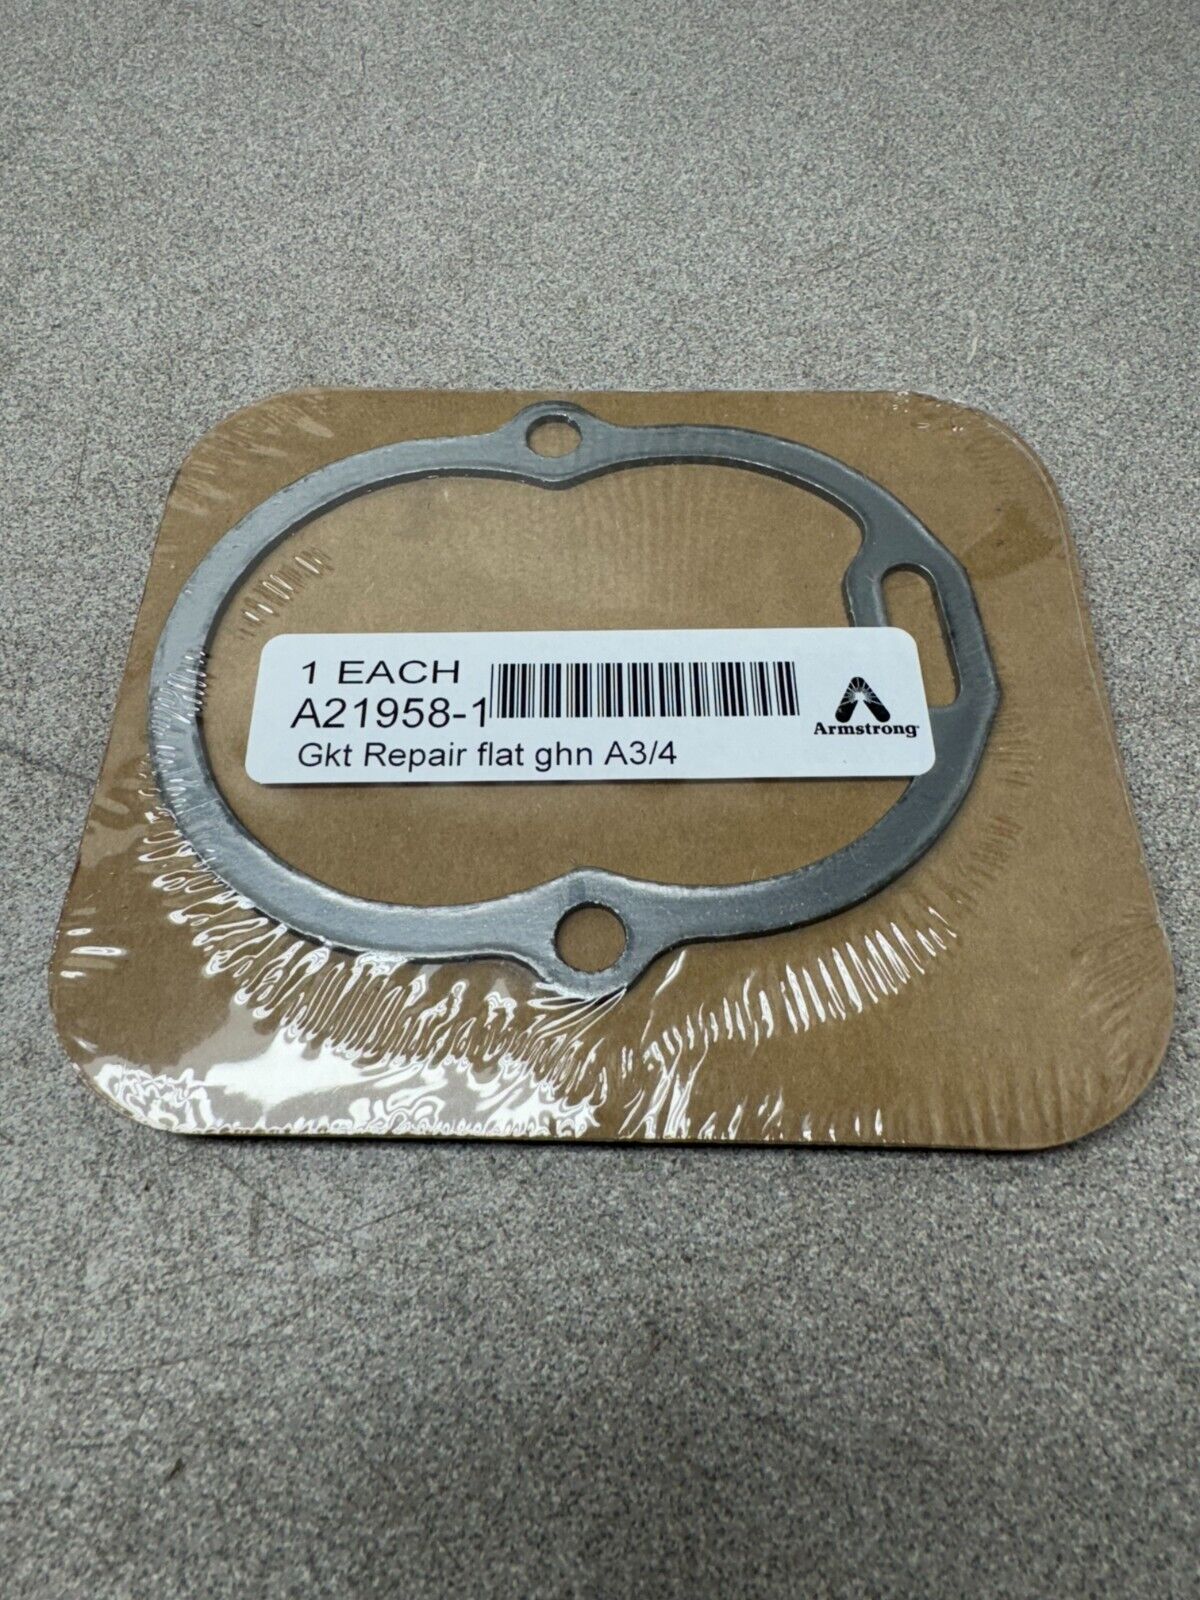 1 EACH
A21958-1
Gkt Repair flat ghn A3/4
Armstrong